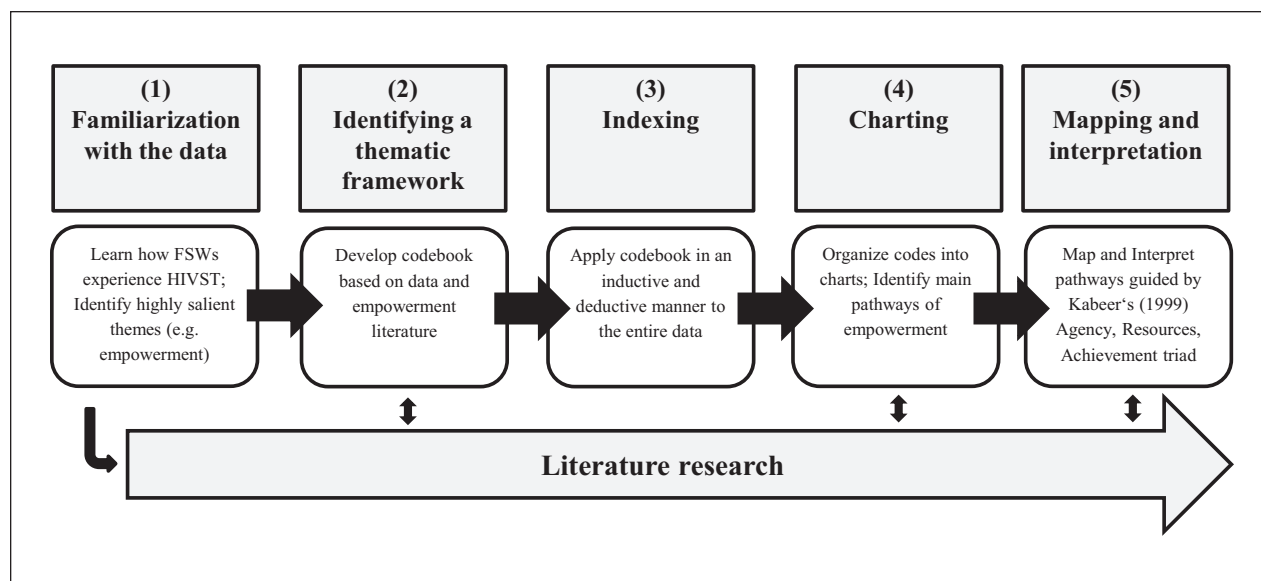 (1)
Familiarization
with the data
(2)
Identifying a
thematic
framework
(3)
Indexing
(4)
Charting
(5)
Mapping and
interpretation
Learn how FSWs
experience HIVST;
Identify highly salient
themes (e.g.
empowerment)
Develop codebook
based on data and
empowerment
literature
Apply codebook in an
inductive and
deductive manner to
the entire data
Organize codes into
charts; Identify main
pathways of
empowerment
Map and Interpret
pathways guided by
Kabeer‘s (1999)
Agency, Resources,
Achievement triad
Literature research